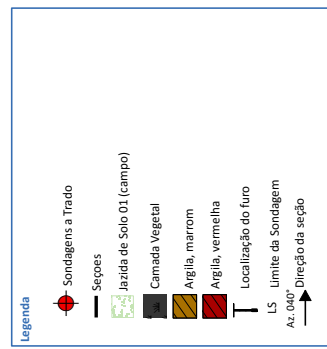 Legenda
Sondagens a Trado
Seçoes
Jazida de Solo 01 (campo)
Camada Vegetal
Argila, marrom
Argila, vermelha
Localização do furo
LS Limite da Sondagem
Az. 040° Direção da seção